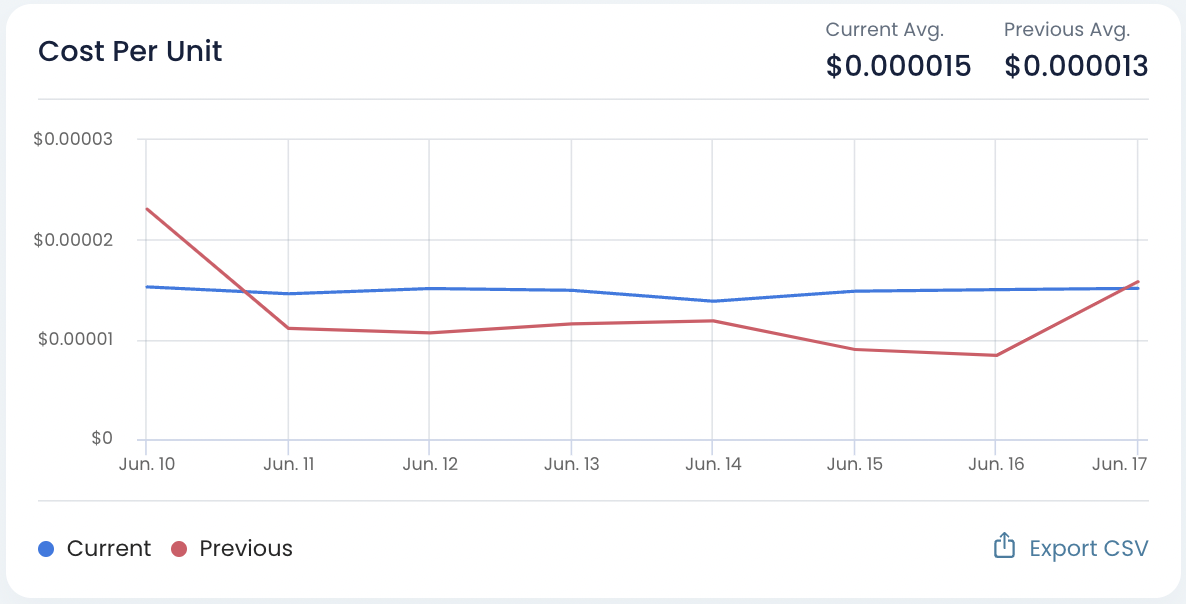 Cost Per Unit
Current Avg. Previous Avg.
$0.000015 $0.000013
$0.00003
$0.00002
$0.00001
$0
Jun. 10 Jun. 11 Jun. 12 Jun. 13 Jun. 14 Jun. 15 Jun. 16 Jun. 17
Current Previous Export CSV